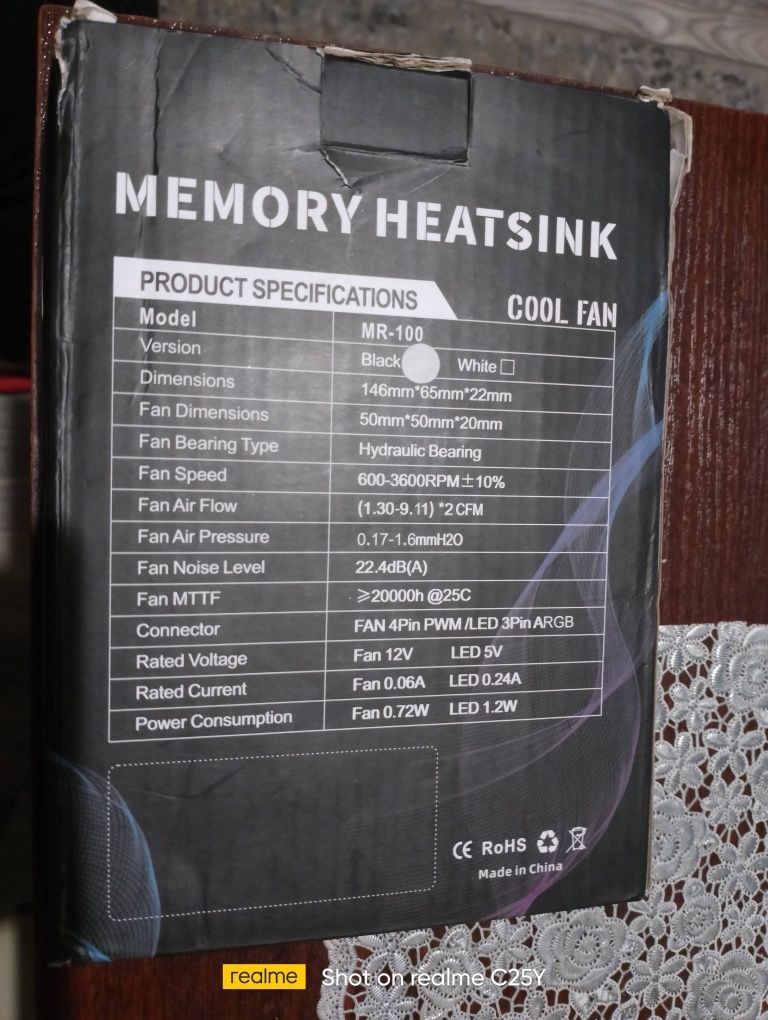 MEMORY HEATSINK
PRODUCT SPECIFICATIONS
COOL FAN
Model MR-100
Version Black White
Dimensions 146mm*65mm*22mm
Fan Dimensions 50mm*50mm*20mm
Fan Bearing Type Hydraulic Bearing
Fan Speed 600-3600RPM±10%
Fan Air Flow (1.30-9.11) *2 CFM
Fan Air Pressure 0.17-1.6mmH2O
Fan Noise Level 22.4dB(A)
Fan MTTF ≥20000h @25C
Connector FAN 4Pin PWM /LED 3Pin ARGB
Rated Voltage Fan 12V LED 5V
Rated Current Fan 0.06A LED 0.24A
Power Consumption Fan 0.72W LED 1.2W
CE RoHS
Made in China
realme Shot on realme C25Y